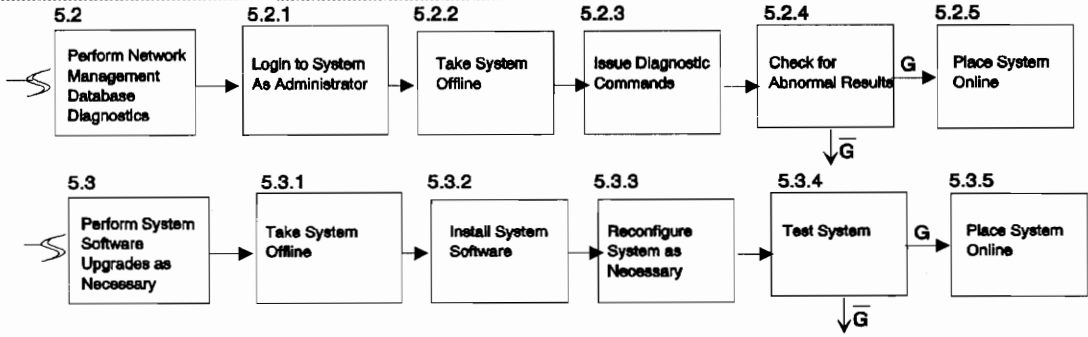 5.2
Perform Network
Management
Database
Diagnostics
5.2.1
Login to System
As Administrator
5.2.2
Take System
Offline
5.2.3
Issue Diagnostic
Commands
5.2.4
Check for
Abnormal Results
G
G̅
5.2.5
Place System
Online
5.3
Perform System
Software
Upgrades as
Necessary
5.3.1
Take System
Offline
5.3.2
Install System
Software
5.3.3
Reconfigure
System as
Necessary
5.3.4
Test System
G
G̅
5.3.5
Place System
Online